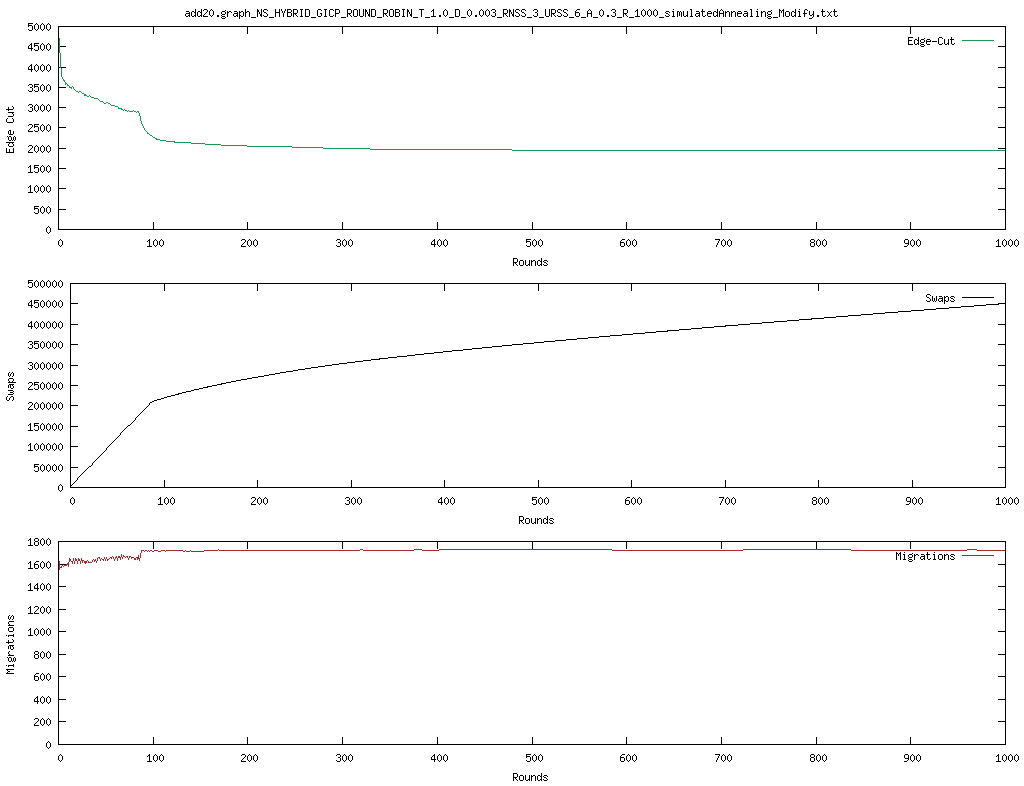 add20.graph_NS_HYBRID_GICP_ROUND_ROBIN_T_1.0_D_0.003_RNSS_3_URSS_6_A_0.3_R_1000_simulatedAnnealing_Modify.txt
5000
Edge-Cut
4500
4000
3500
3000
Edge Cut
2500
2000
1500
1000
500
0
0 100 200 300 400 500 600 700 800 900 1000
Rounds
500000
Swaps
450000
400000
350000
300000
Swaps
250000
200000
150000
100000
50000
0
0 100 200 300 400 500 600 700 800 900 1000
Rounds
1800
Migrations
1600
1400
1200
1000
Migrations
800
600
400
200
0
0 100 200 300 400 500 600 700 800 900 1000
Rounds